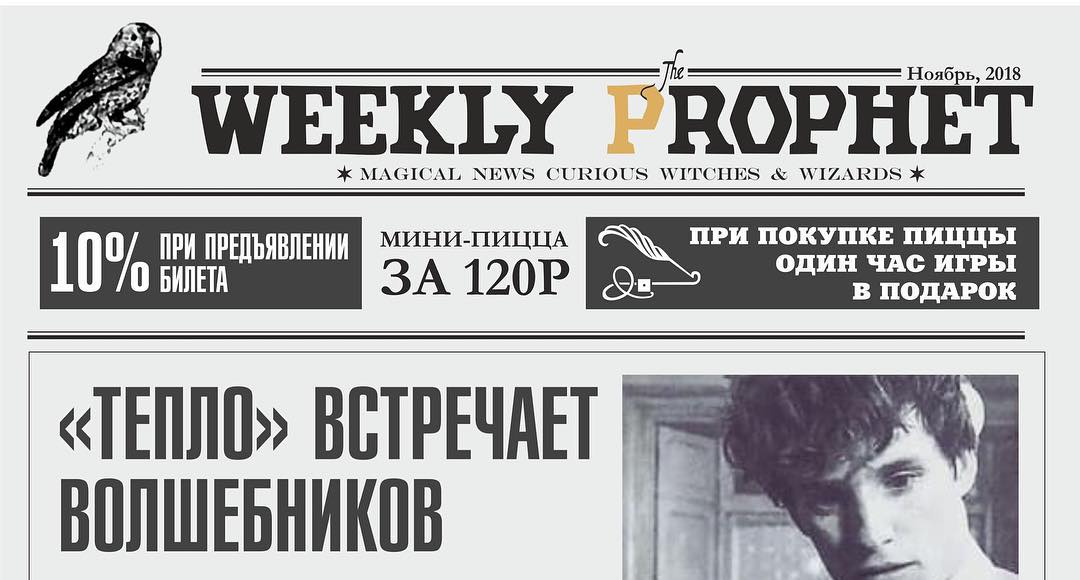 The
Ноябрь, 2018
WEEKLY PROPHET
✶ MAGICAL NEWS CURIOUS WITCHES & WIZARDS ✶
10% ПРИ ПРЕДЪЯВЛЕНИИ
БИЛЕТА
МИНИ-ПИЦЦА
ЗА 120Р
ПРИ ПОКУПКЕ ПИЦЦЫ
ОДИН ЧАС ИГРЫ
В ПОДАРОК
«ТЕПЛО» ВСТРЕЧАЕТ
ВОЛШЕБНИКОВ